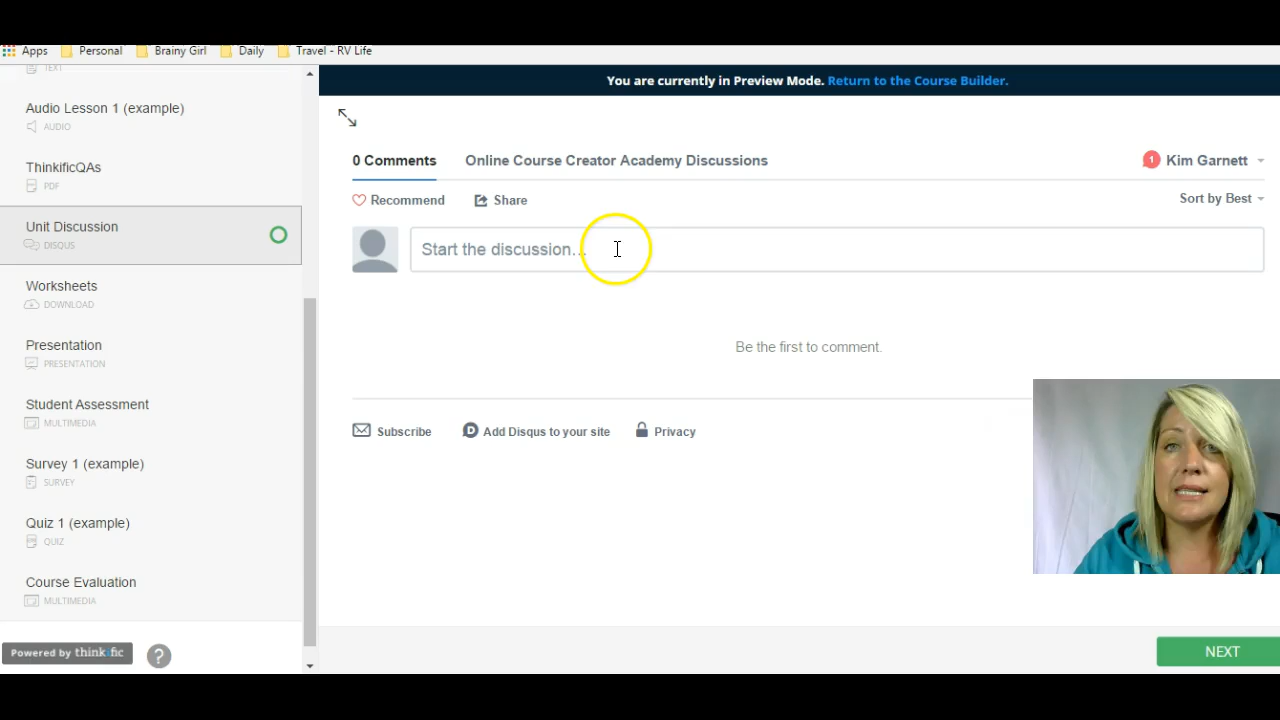 Apps Personal Brainy Girl Daily Travel - RV Life
TEXT
Audio Lesson 1 (example)
AUDIO
ThinkificQAs
PDF
Unit Discussion
DISQUS
Worksheets
DOWNLOAD
Presentation
PRESENTATION
Student Assessment
MULTIMEDIA
Survey 1 (example)
SURVEY
Quiz 1 (example)
QUIZ
Course Evaluation
MULTIMEDIA
Powered by thinkific ?
You are currently in Preview Mode. Return to the Course Builder.
0 Comments Online Course Creator Academy Discussions 1 Kim Garnett
Recommend Share Sort by Best
Start the discussion...
Be the first to comment.
Subscribe D Add Disqus to your site Privacy
NEXT